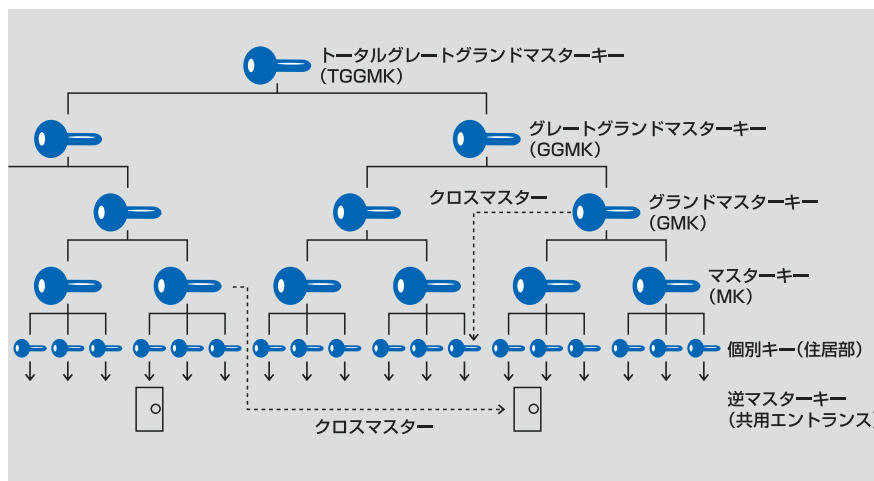 トータルグレートグランドマスターキー
(TGGMK)
グレートグランドマスターキー
(GGMK)
クロスマスター
グランドマスターキー
(GMK)
マスターキー
(MK)
個別キー(住居部)
逆マスターキー
(共用エントランス)
クロスマスター